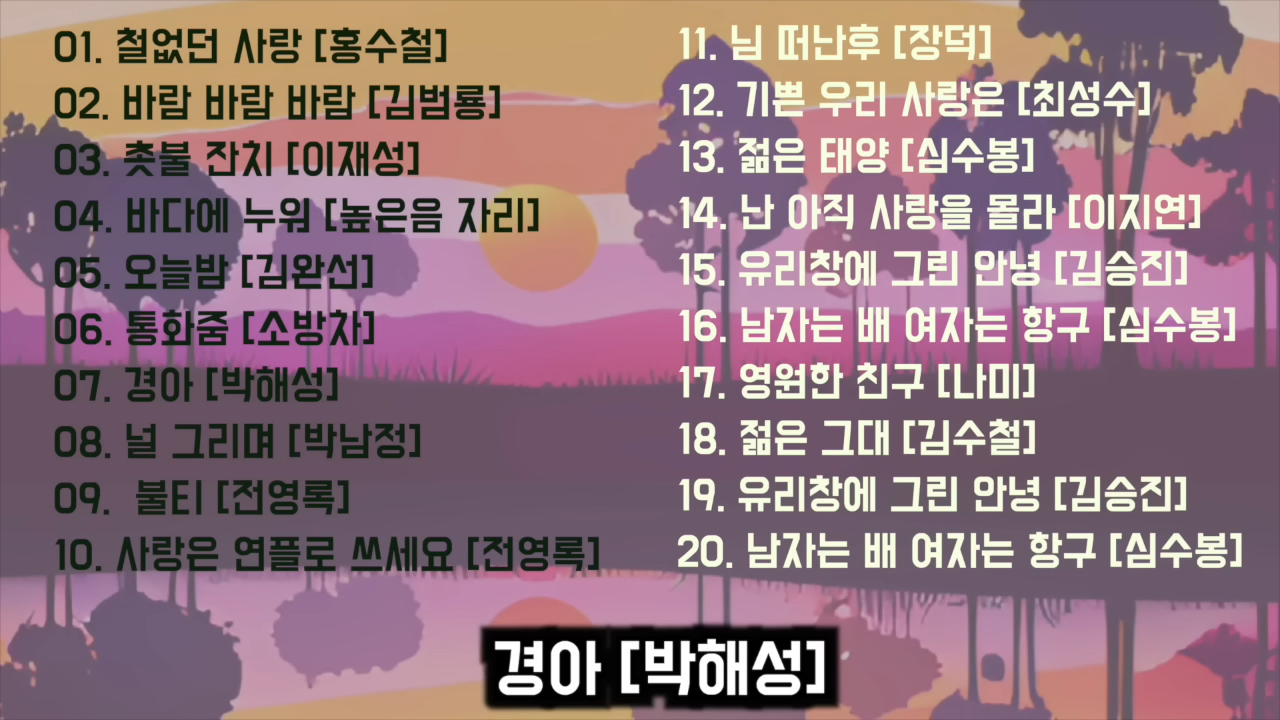 01. 철없던 사랑 [홍수철]
02. 바람 바람 바람 [김범룡]
03. 촛불 잔치 [이재성]
04. 바다에 누워 [높은음 자리]
05. 오늘밤 [김완선]
06. 통화중 [소방차]
07. 경아 [박해성]
08. 널 그리며 [박남정]
09. 불티 [전영록]
10. 사랑은 연플로 쓰세요 [전영록]
11. 님 떠난후 [장덕]
12. 기쁜 우리 사랑은 [최성수]
13. 젊은 태양 [심수봉]
14. 난 아직 사랑을 몰라 [이지연]
15. 유리창에 그린 안녕 [김승진]
16. 남자는 배 여자는 항구 [심수봉]
17. 영원한 친구 [나미]
18. 젊은 그대 [김수철]
19. 유리창에 그린 안녕 [김승진]
20. 남자는 배 여자는 항구 [심수봉]
경아 [박해성]